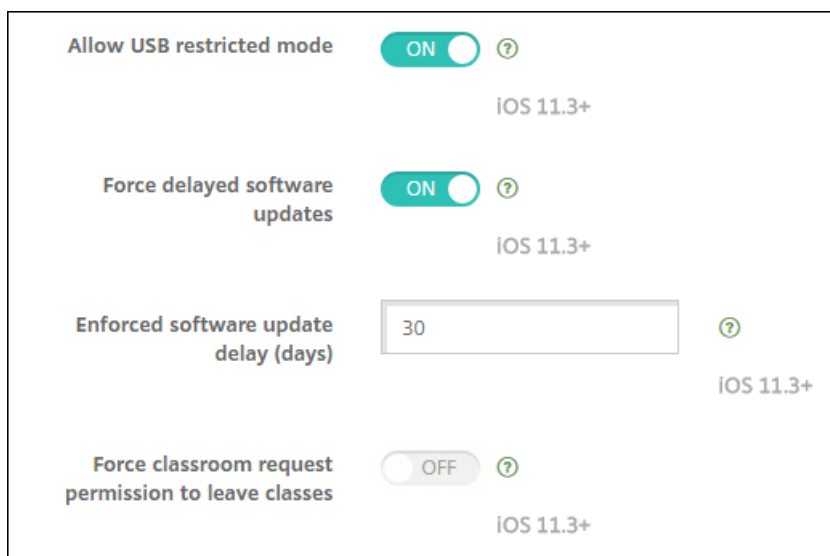 Allow USB restricted mode ON ?
iOS 11.3+
Force delayed software
updates ON ?
iOS 11.3+
Enforced software update
delay (days) 30 ?
iOS 11.3+
Force classroom request
permission to leave classes OFF ?
iOS 11.3+